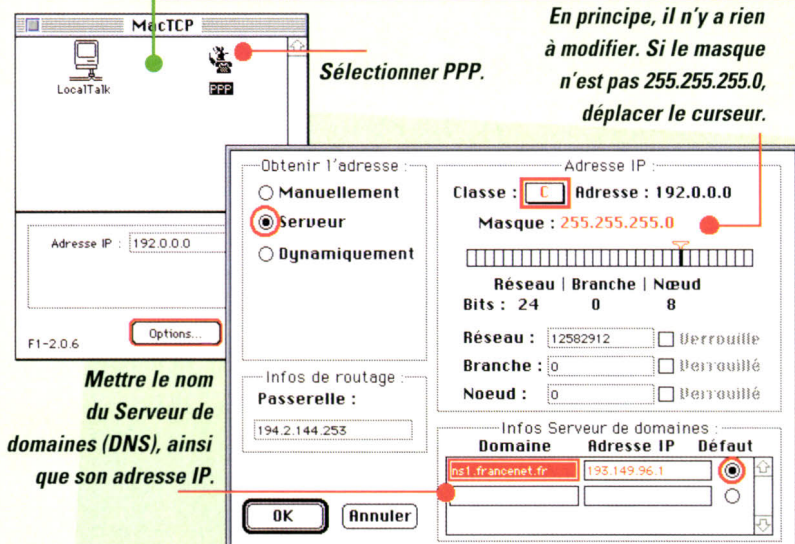 MacTCP
LocalTalk
PPP
Sélectionner PPP.
En principe, il n'y a rien
à modifier. Si le masque
n'est pas 255.255.255.0,
déplacer le curseur.
Adresse IP : 192.0.0.0
Options...
F1-2.0.6
Mettre le nom
du Serveur de
domaines (DNS), ainsi
que son adresse IP.
Obtenir l'adresse :
Manuellement
Serveur
Dynamiquement
Infos de routage :
Passerelle :
194.2.144.253
OK
Annuler
Adresse IP :
Classe : C Adresse : 192.0.0.0
Masque : 255.255.255.0
Réseau | Branche | Nœud
Bits : 24 0 8
Réseau : 12582912 Verrouillé
Branche : 0 Verrouillé
Noeud : 0 Verrouillé
Infos Serveur de domaines :
Domaine Adresse IP Défaut
ns1.francenet.fr 193.149.96.1